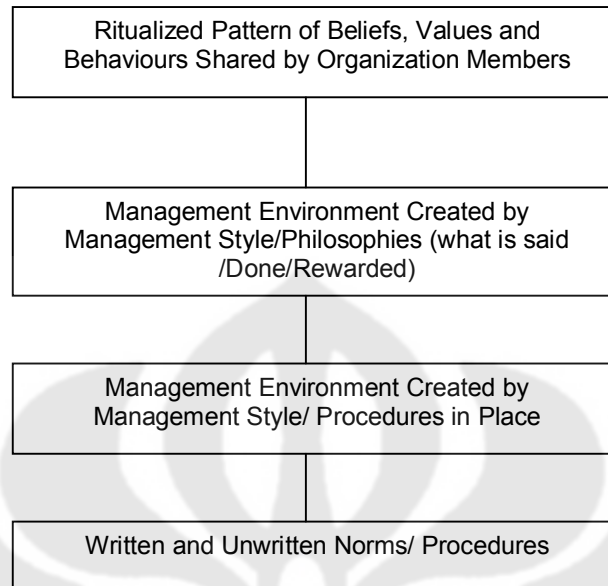 Ritualized Pattern of Beliefs, Values and
Behaviours Shared by Organization Members
Management Environment Created by
Management Style/Philosophies (what is said
/Done/Rewarded)
Management Environment Created by
Management Style/ Procedures in Place
Written and Unwritten Norms/ Procedures